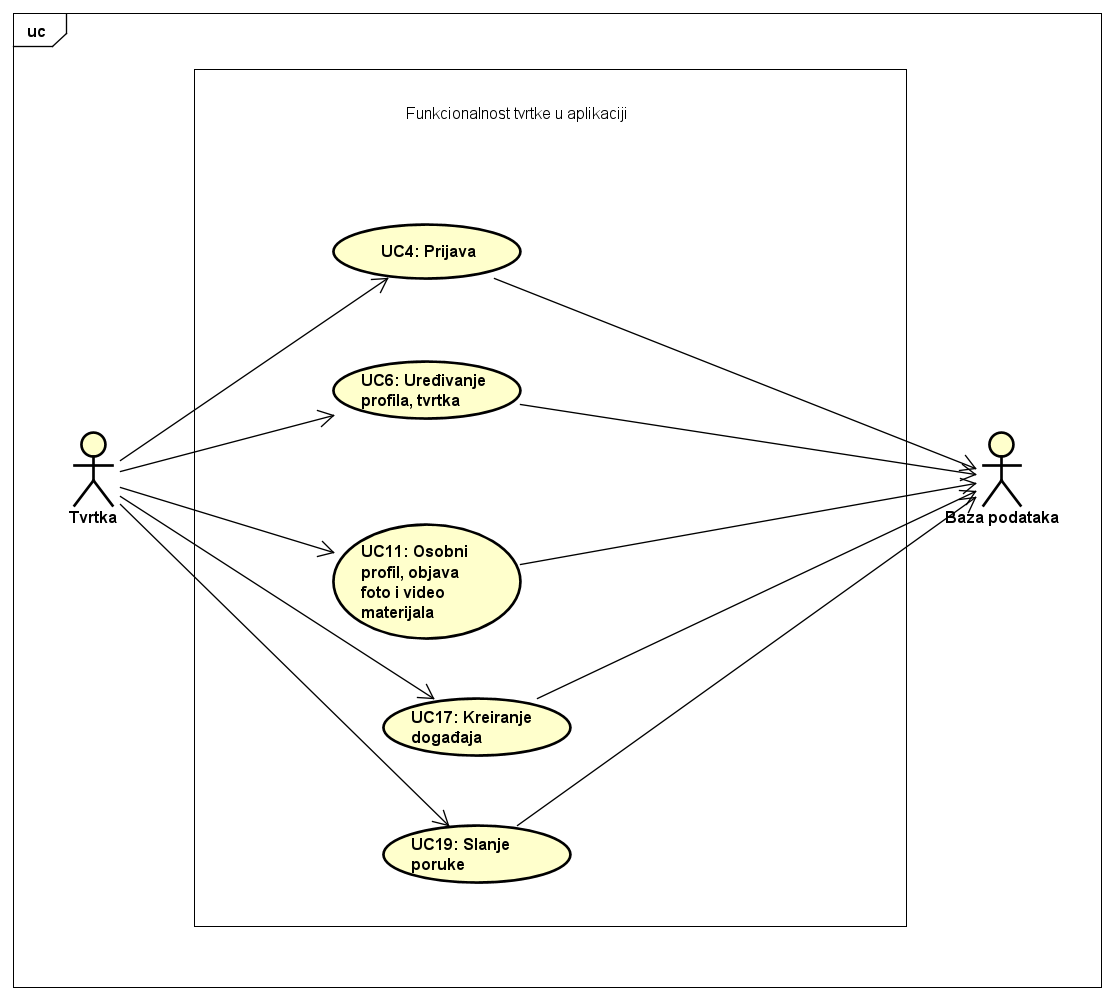 uc
Funkcionalnost tvrtke u aplikaciji
UC4: Prijava
UC6: Uređivanje
profila, tvrtka
Tvrtka
Baza podataka
UC11: Osobni
profil, objava
foto i video
materijala
UC17: Kreiranje
događaja
UC19: Slanje
poruke